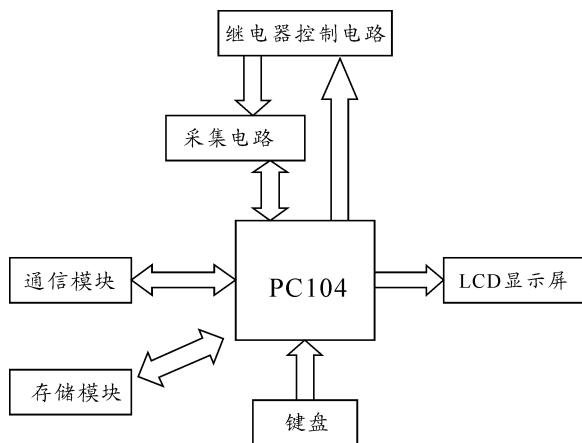 继电器控制电路
采集电路
通信模块
PC104
LCD显示屏
存储模块
键盘